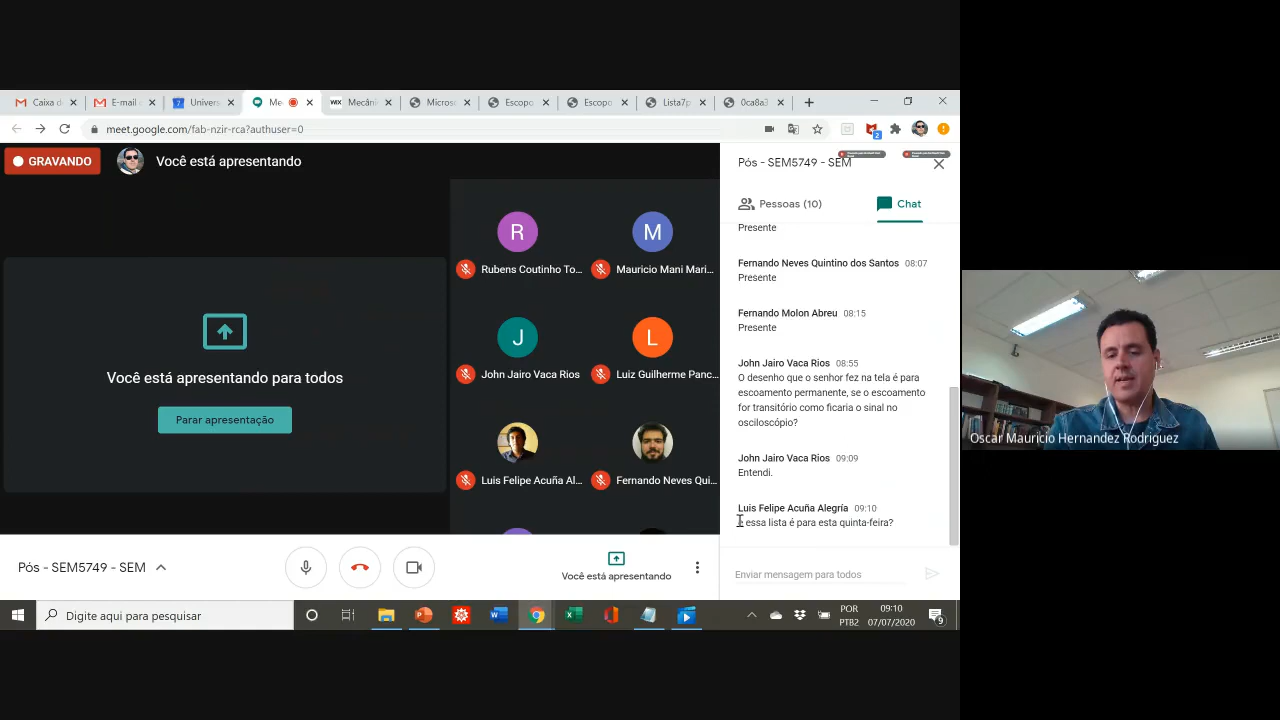 Caixa d
E-mail
Univers
Me
WIX
Mecâni
Micros
Escopo
Escopo
Lista7p
0ca8a3
meet.google.com/fab-nzir-rca?authuser=0
2
GRAVANDO
Você está apresentando
Pós - SEM5749 - SEM
Pessoas (10)
Chat
R
M
Rubens Coutinho To...
Mauricio Mani Mari...
J
L
John Jairo Vaca Rios
Luiz Guilherme Panc...
Luis Felipe Acuña Al...
Fernando Neves Qui...
Você está apresentando para todos
Parar apresentação
Presente
Fernando Neves Quintino dos Santos 08:07
Presente
Fernando Molon Abreu 08:15
Presente
John Jairo Vaca Rios 08:55
O desenho que o senhor fez na tela é para
escoamento permanente, se o escoamento
for transitório como ficaria o sinal no
osciloscópio?
John Jairo Vaca Rios 09:09
Entendi.
Luis Felipe Acuña Alegría 09:10
essa lista é para esta quinta-feira?
Enviar mensagem para todos
Oscar Mauricio Hernandez Rodriguez
Pós - SEM5749 - SEM
Você está apresentando
Digite aqui para pesquisar
POR
PTB2
09:10
07/07/2020
9